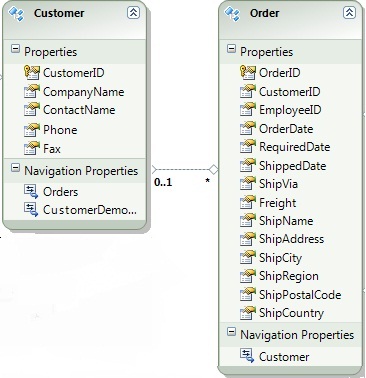 Customer
Properties
CustomerID
CompanyName
ContactName
Phone
Fax
Navigation Properties
Orders
CustomerDemo...
0..1
*
Order
Properties
OrderID
CustomerID
EmployeeID
OrderDate
RequiredDate
ShippedDate
ShipVia
Freight
ShipName
ShipAddress
ShipCity
ShipRegion
ShipPostalCode
ShipCountry
Navigation Properties
Customer